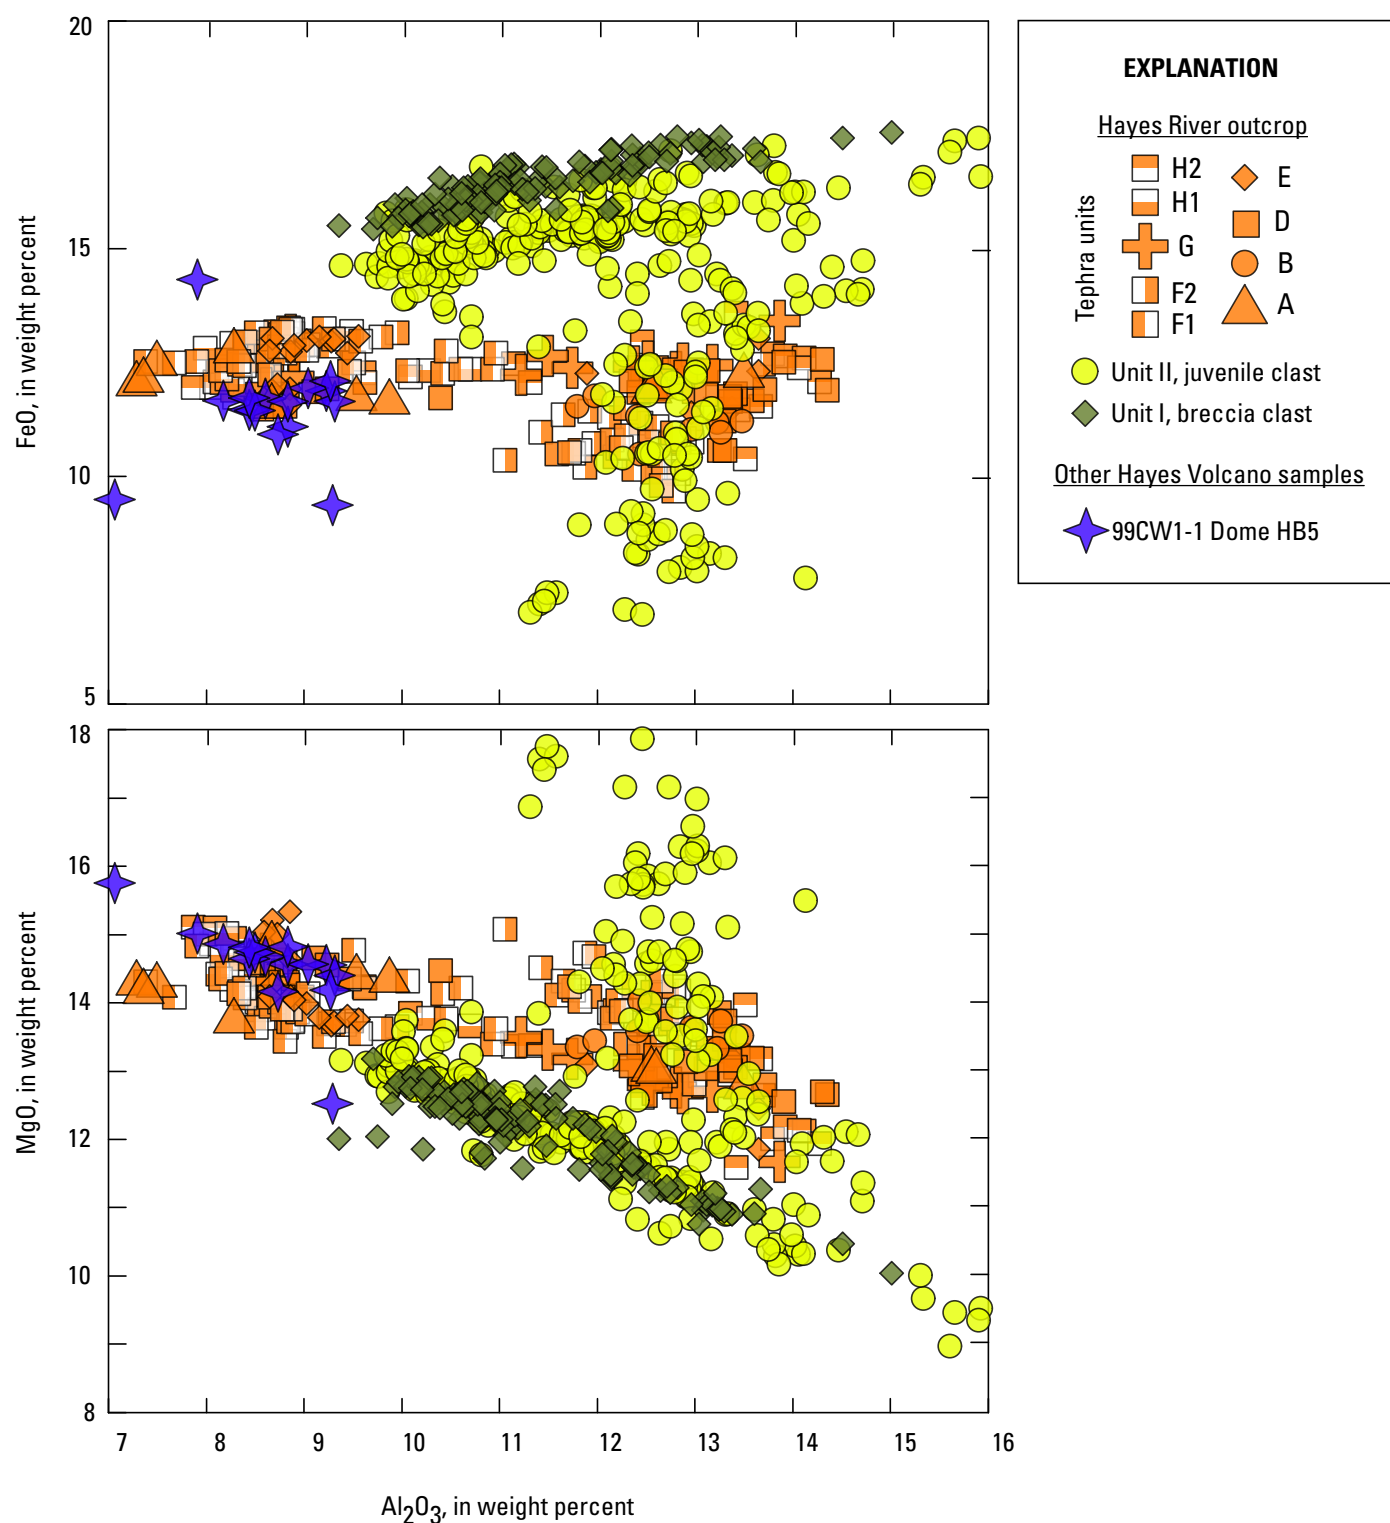 20
15
10
5
FeO, in weight percent
18
16
14
12
10
8
MgO, in weight percent
7 8 9 10 11 12 13 14 15 16
Al₂O₃, in weight percent
EXPLANATION
Hayes River outcrop
Tephra units
H2
H1
G
F2
F1
E
D
B
A
Unit II, juvenile clast
Unit I, breccia clast
Other Hayes Volcano samples
99CW1-1 Dome HB5